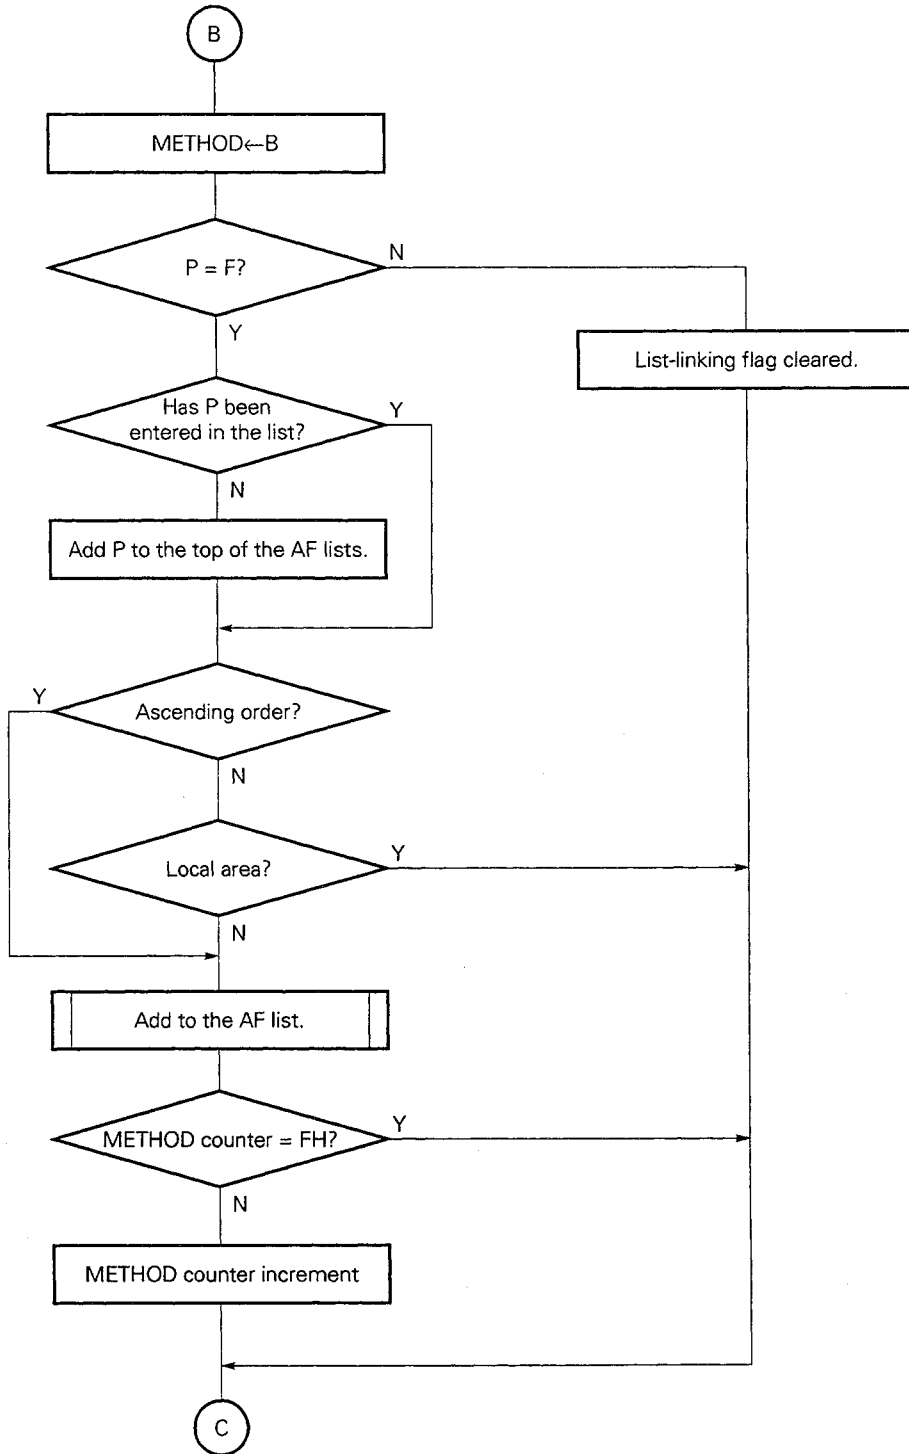 B
METHOD←B
P = F?
N
Y
List-linking flag cleared.
Has P been
entered in the list?
Y
N
Add P to the top of the AF lists.
Y
Ascending order?
N
Local area?
Y
N
Add to the AF list.
METHOD counter = FH?
Y
N
METHOD counter increment
C